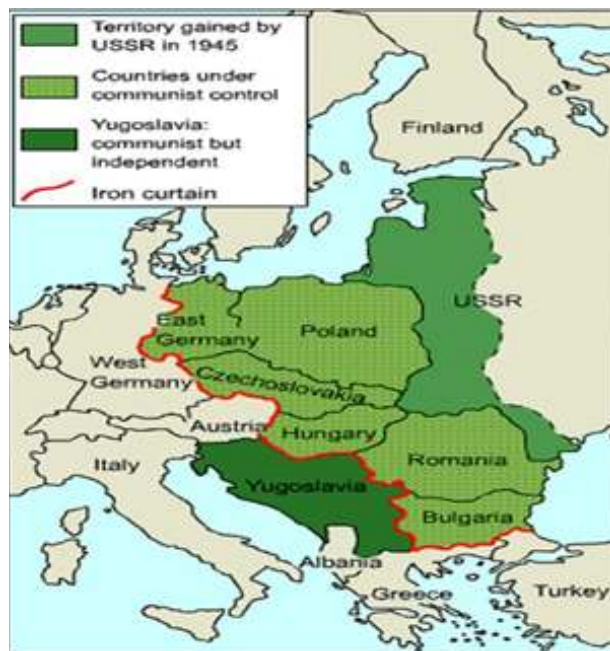 Territory gained by
USSR in 1945
Countries under
communist control
Yugoslavia:
communist but
independent
Iron curtain
Finland
USSR
East
Germany
Poland
West
Germany
Czechoslovakia
Austria
Hungary
Italy
Romania
Yugoslavia
Bulgaria
Albania
Greece
Turkey